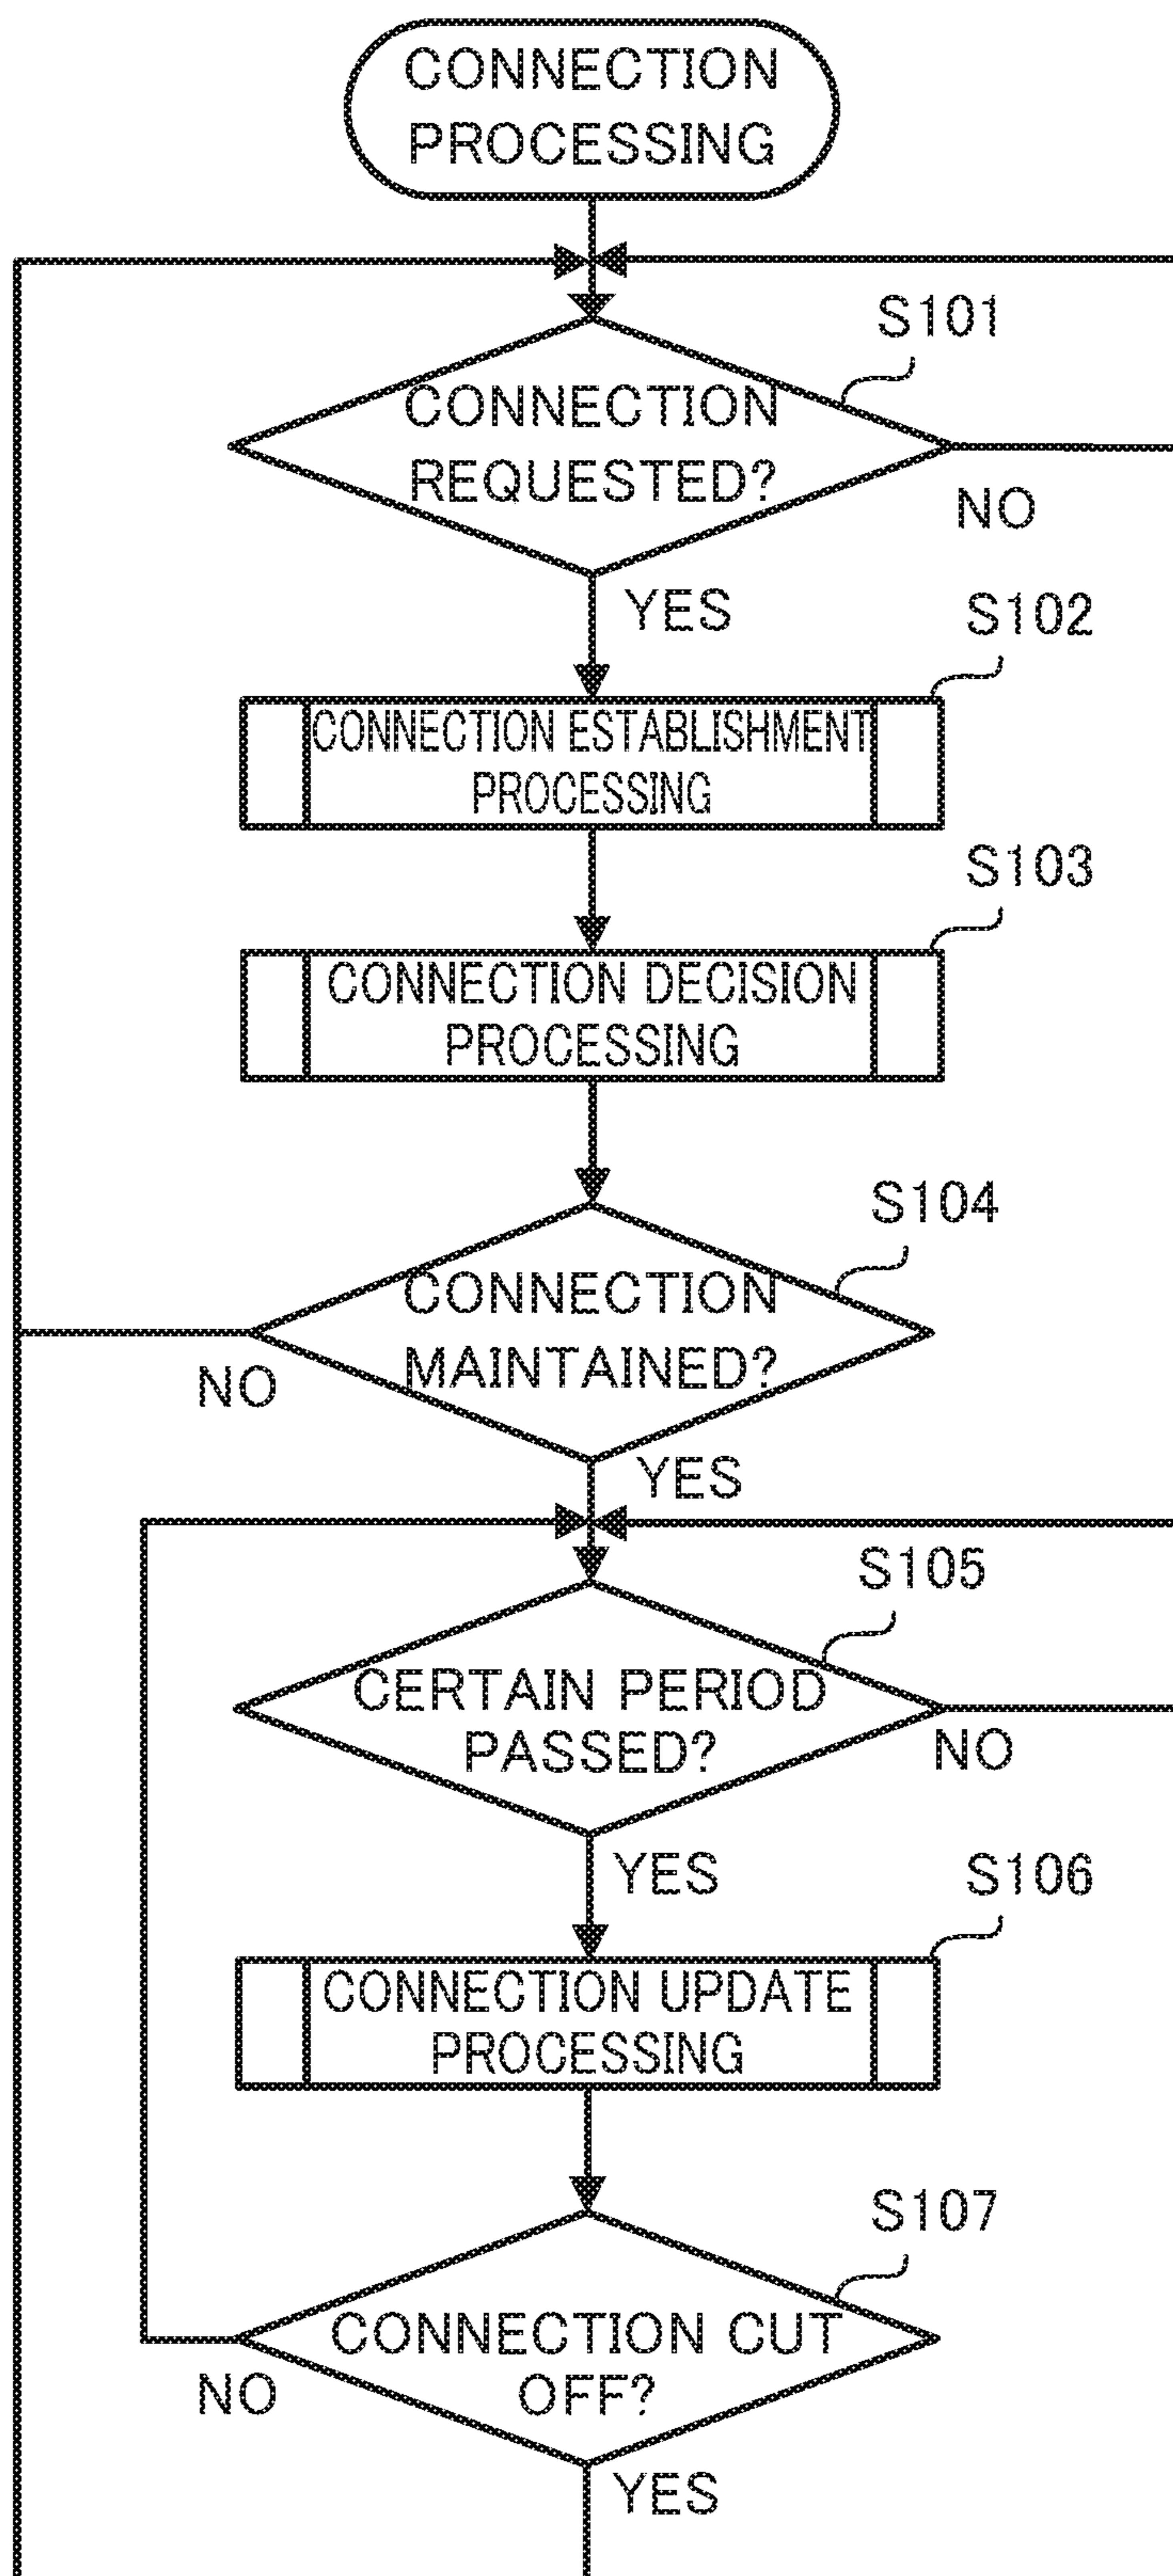 CONNECTION
PROCESSING
S101
CONNECTION
REQUESTED?
NO
YES
S102
CONNECTION ESTABLISHMENT
PROCESSING
S103
CONNECTION DECISION
PROCESSING
S104
CONNECTION
MAINTAINED?
NO
YES
S105
CERTAIN PERIOD
PASSED?
NO
YES
S106
CONNECTION UPDATE
PROCESSING
S107
CONNECTION CUT
OFF?
NO
YES